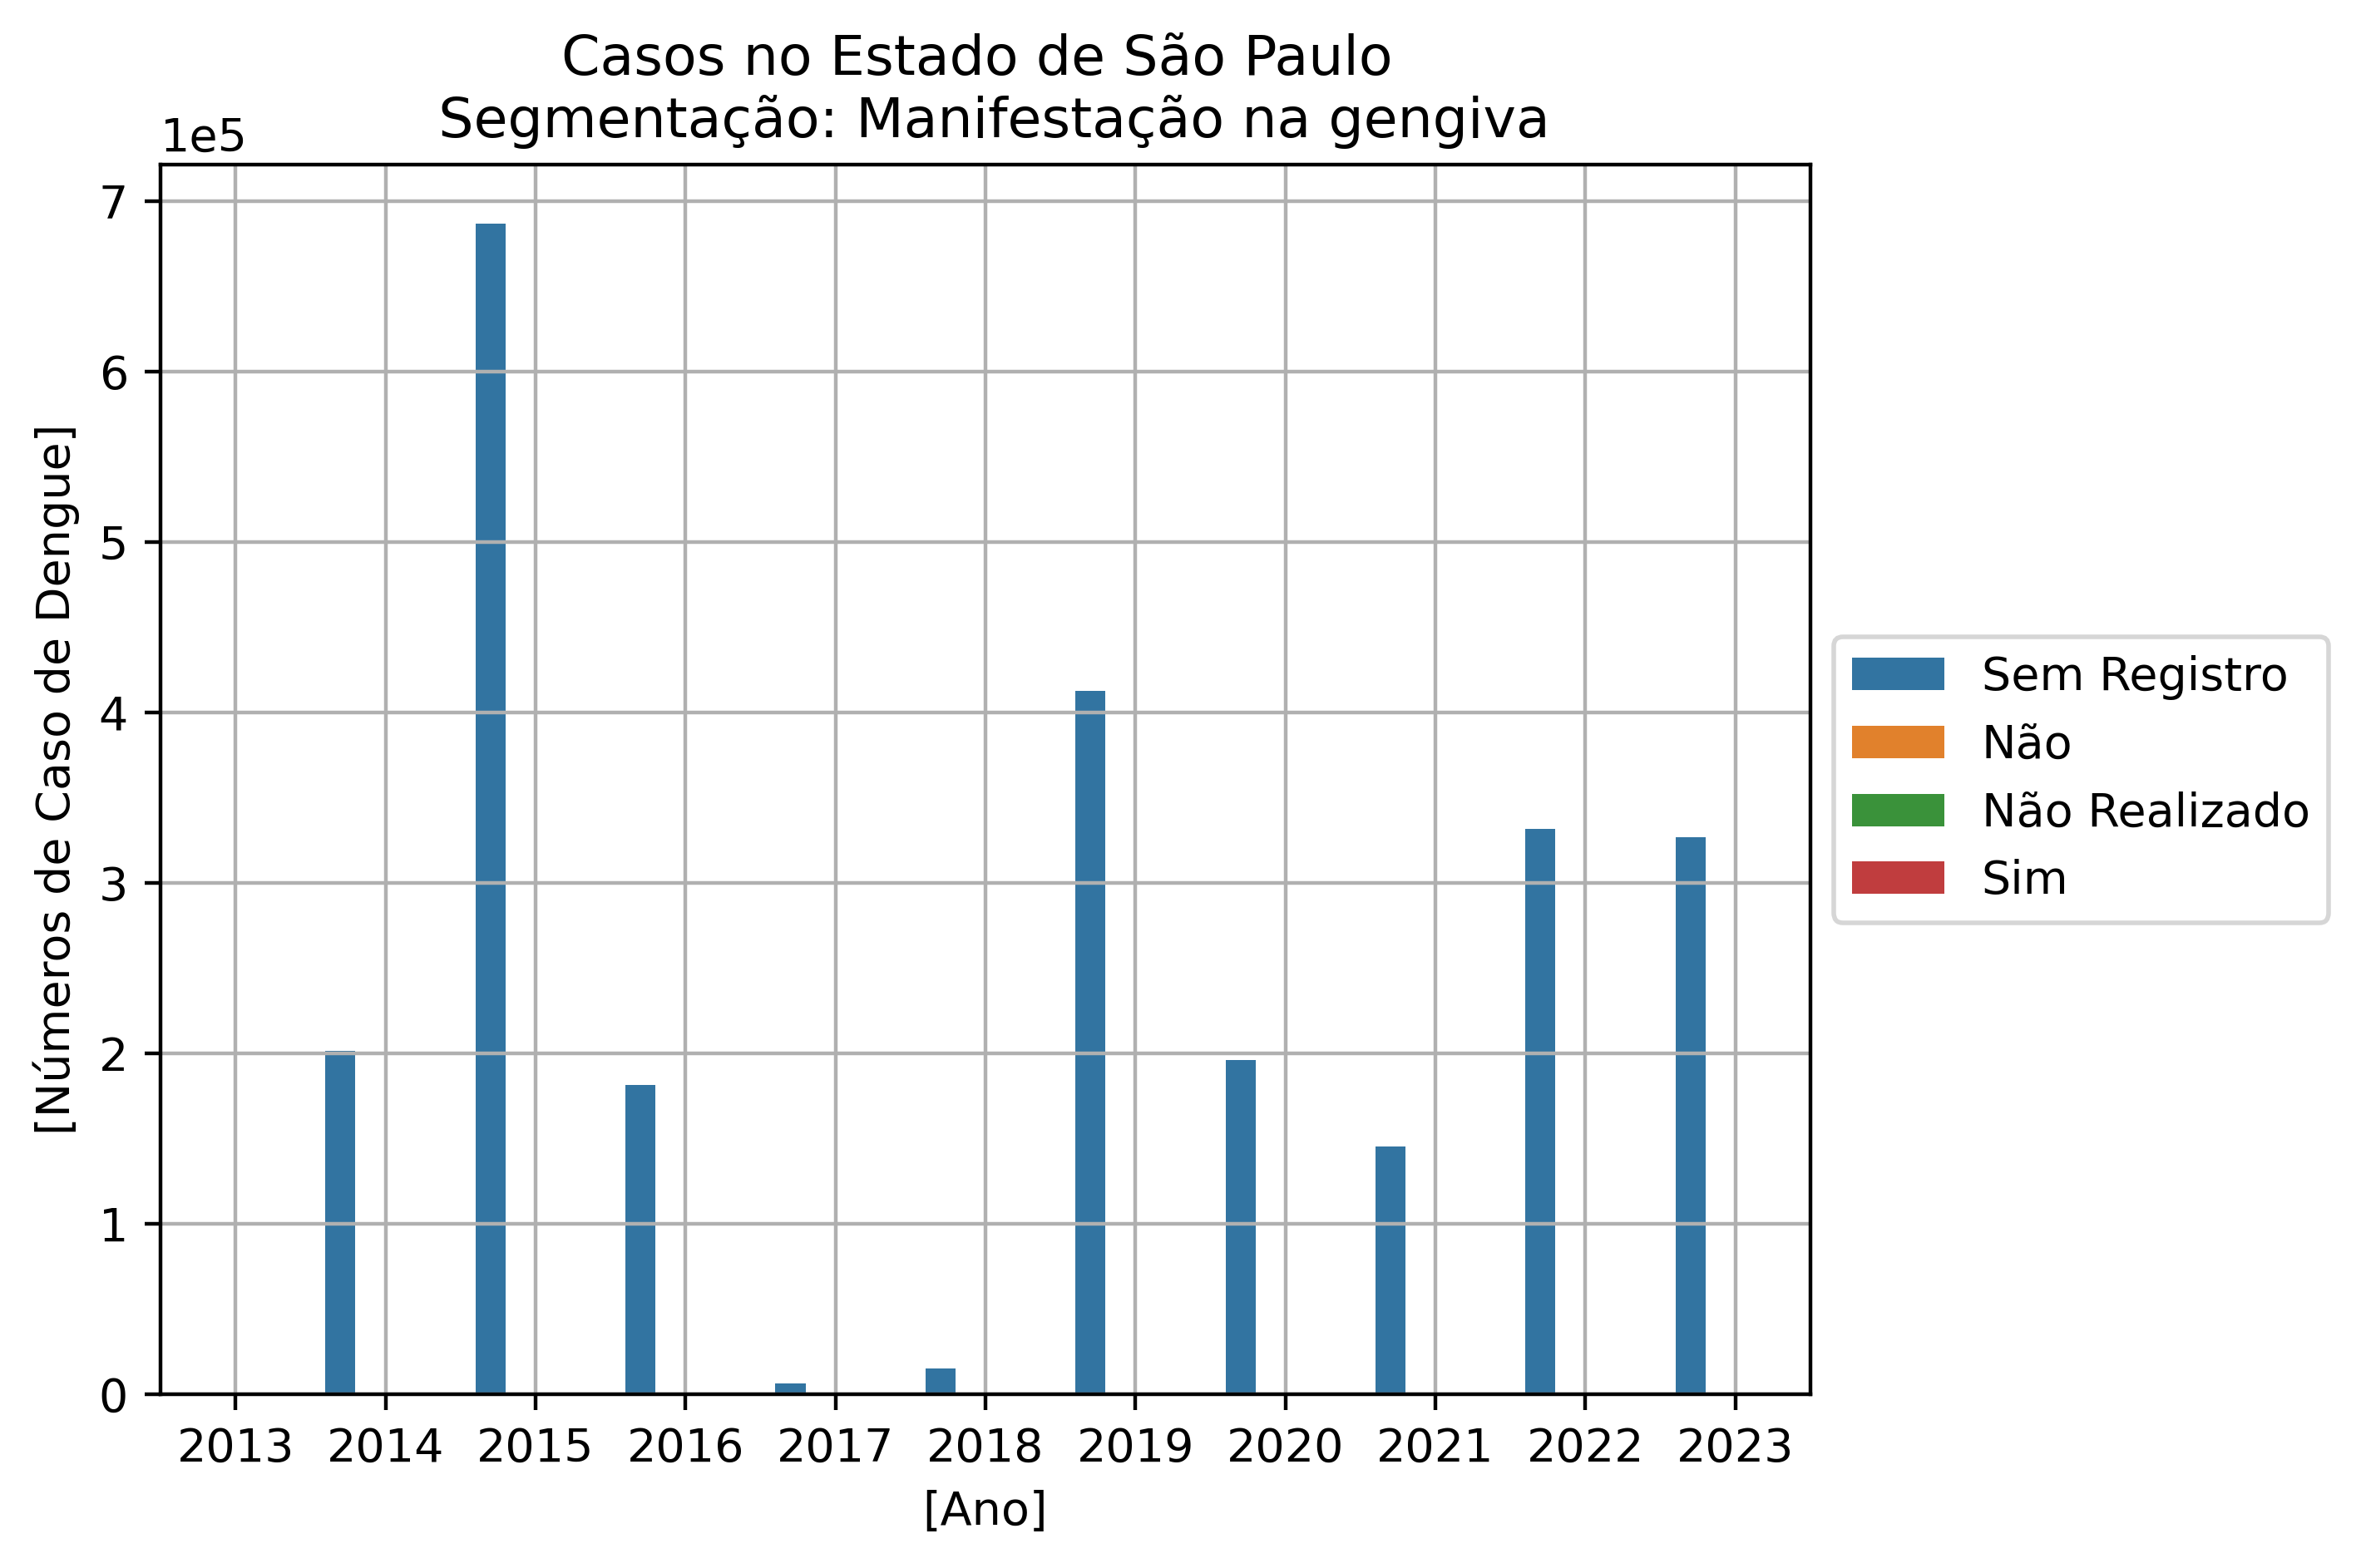 Casos no Estado de São Paulo
Segmentação: Manifestação na gengiva
1e5
7
6
5
4
3
2
1
0
[Números de Caso de Dengue]
2013 2014 2015 2016 2017 2018 2019 2020 2021 2022 2023
[Ano]
Sem Registro
Não
Não Realizado
Sim